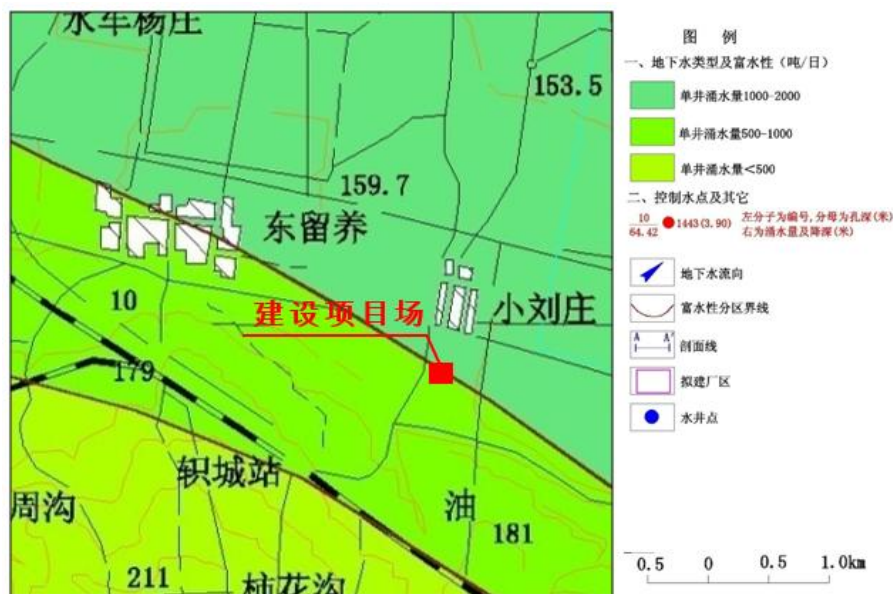 水车杨庄
153.5
159.7
东留养
10
建设项目场
小刘庄
179
轵城站
周沟
油
181
211
柿花沟
图 例
一、地下水类型及富水性（吨/日）
单井涌水量1000-2000
单井涌水量500-1000
单井涌水量<500
二、控制水点及其它
10
64.42
1443(3.90)
左分子为编号,分母为孔深(米)
右为涌水量及降深(米)
地下水流向
富水性分区界线
A A'
剖面线
拟建厂区
水井点
0.5 0 0.5 1.0km